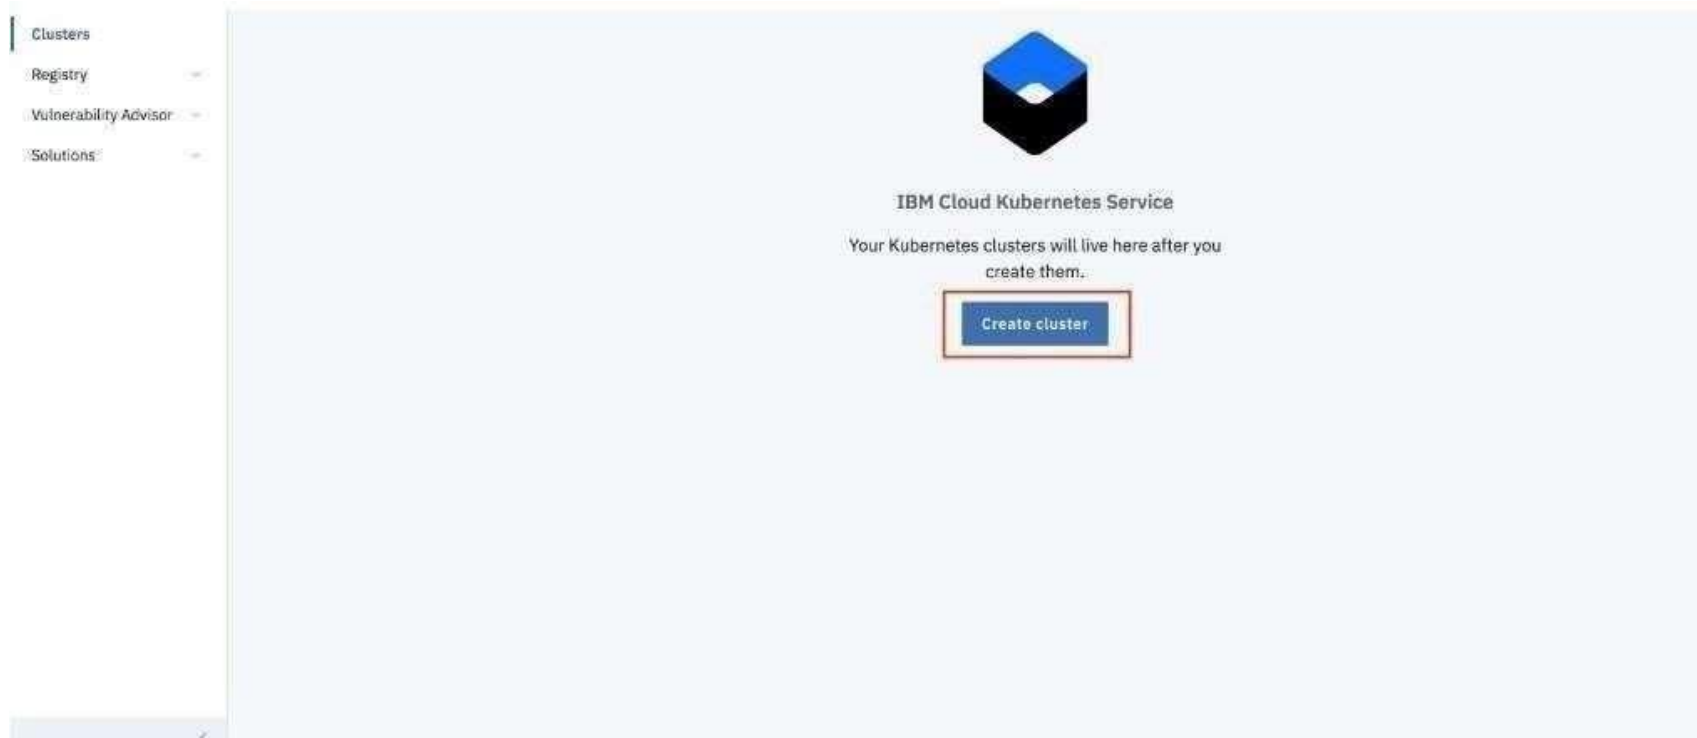 Clusters
Registry
Vulnerability Advisor
Solutions
IBM Cloud Kubernetes Service
Your Kubernetes clusters will live here after you
create them.
Create cluster